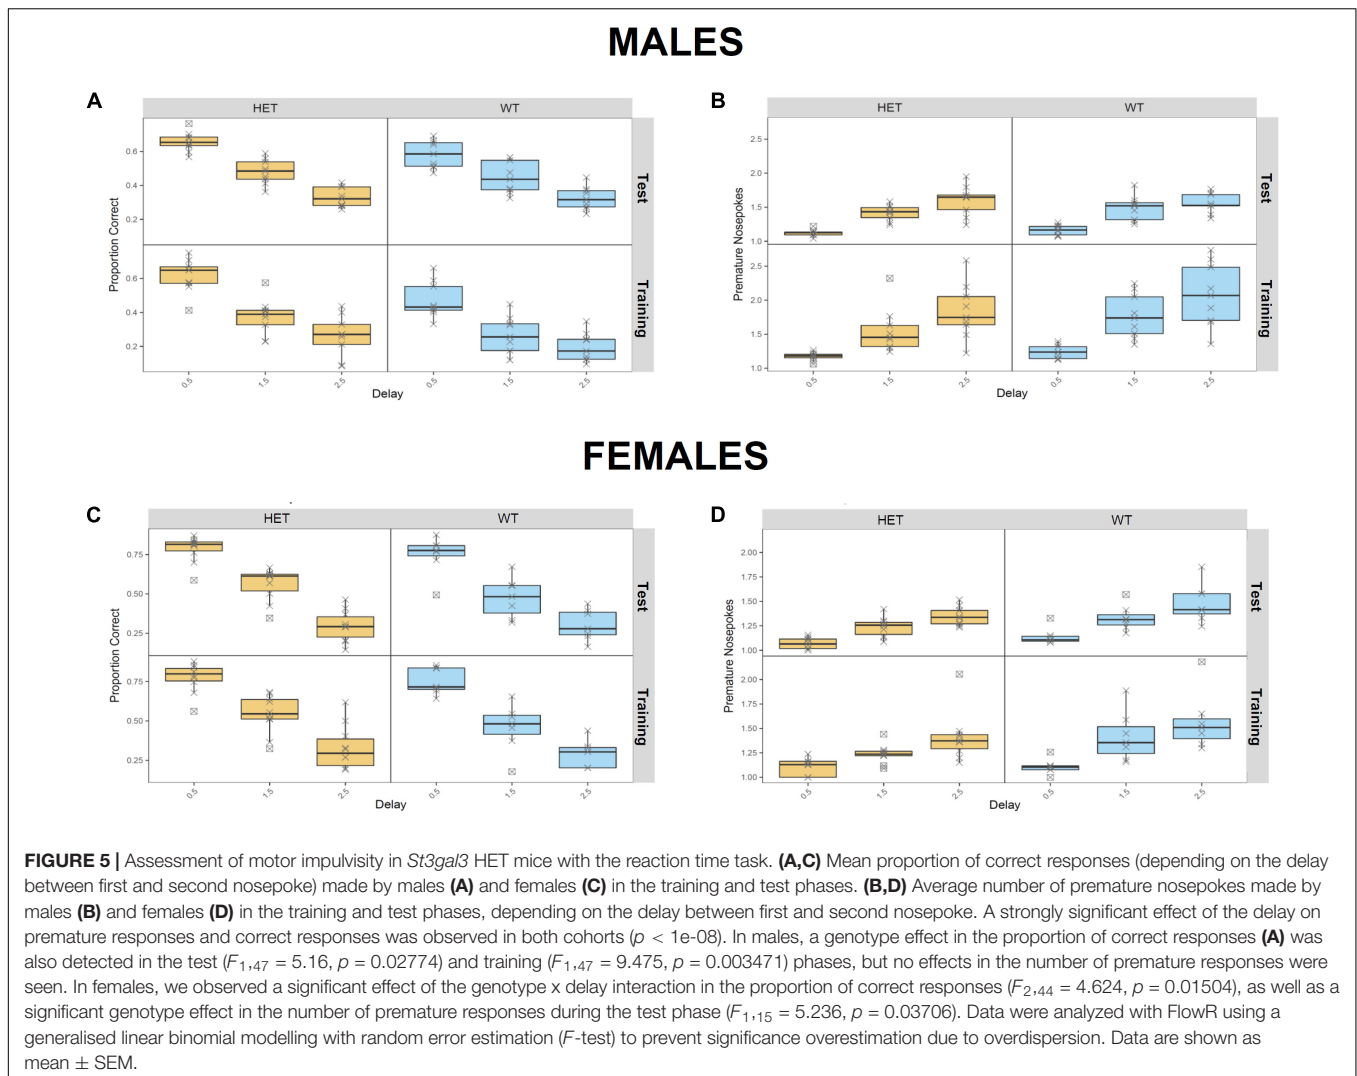 MALES
A
HET
WT
Proportion Correct
0.6
0.4
0.2
Test
0.6
0.4
0.2
Training
0.5
1.5
2.5
0.5
1.5
2.5
Delay
B
HET
WT
Premature Nosepokes
2.5
2.0
1.5
1.0
Test
2.5
2.0
1.5
1.0
Training
0.5
1.5
2.5
0.5
1.5
2.5
Delay
FEMALES
C
HET
WT
Proportion Correct
0.75
0.50
0.25
Test
0.75
0.50
0.25
Training
0.5
1.5
2.5
0.5
1.5
2.5
Delay
D
HET
WT
Premature Nosepokes
2.00
1.75
1.50
1.25
1.00
Test
2.00
1.75
1.50
1.25
1.00
Training
0.5
1.5
2.5
0.5
1.5
2.5
Delay
FIGURE 5 | Assessment of motor impulvisity in St3gal3 HET mice with the reaction time task. (A,C) Mean proportion of correct responses (depending on the delay
between first and second nosepoke) made by males (A) and females (C) in the training and test phases. (B,D) Average number of premature nosepokes made by
males (B) and females (D) in the training and test phases, depending on the delay between first and second nosepoke. A strongly significant effect of the delay on
premature responses and correct responses was observed in both cohorts (p < 1e-08). In males, a genotype effect in the proportion of correct responses (A) was
also detected in the test (F1,47 = 5.16, p = 0.02774) and training (F1,47 = 9.475, p = 0.003471) phases, but no effects in the number of premature responses were
seen. In females, we observed a significant effect of the genotype x delay interaction in the proportion of correct responses (F2,44 = 4.624, p = 0.01504), as well as a
significant genotype effect in the number of premature responses during the test phase (F1,15 = 5.236, p = 0.03706). Data were analyzed with FlowR using a
generalised linear binomial modelling with random error estimation (F-test) to prevent significance overestimation due to overdispersion. Data are shown as
mean ± SEM.